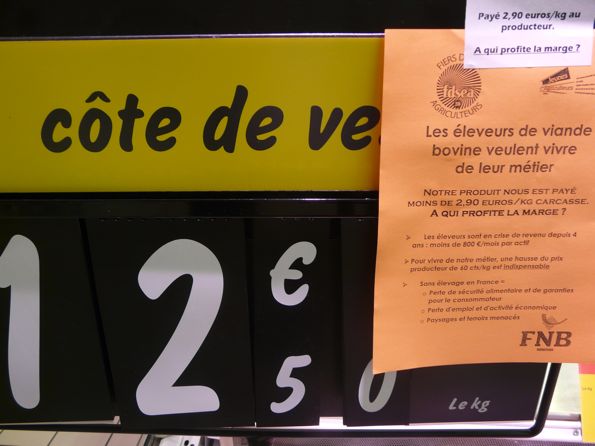 Payé 2,90 euros/kg au
producteur.
A qui profite la marge ?
côte de
12 € 50
Le kg
FIERS
fdsea
AGRICULTEURS
Jeunes
Agriculteurs
Les éleveurs de viande
bovine veulent vivre
de leur métier
NOTRE PRODUIT NOUS EST PAYÉ
MOINS DE 2,90 EUROS/KG CARCASSE.
A QUI PROFITE LA MARGE ?
➢ Les éleveurs sont en crise de revenu depuis 4
ans : moins de 800 €/mois par actif
➢ Pour vivre de notre métier, une hausse du prix
producteur de 60 cts/kg est indispensable
➢ Sans élevage en France =
o Perte de sécurité alimentaire et de garanties
pour le consommateur
o Perte d'emploi et d'activité économique
o Paysages et terroirs menacés
FNB